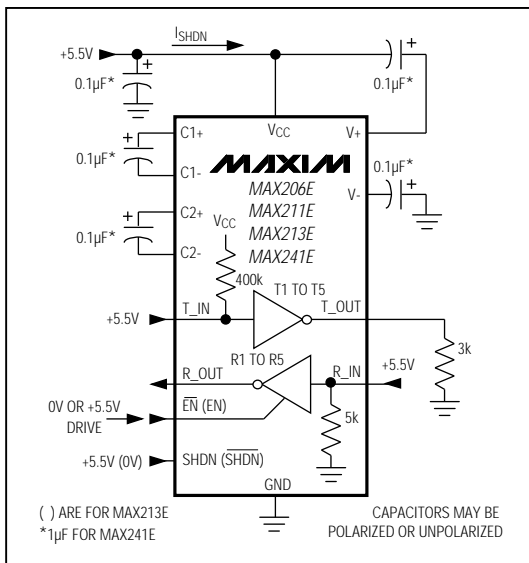 I_SHDN
+5.5V
+
0.1µF*
+
0.1µF*
VCC
V+
C1+
+
0.1µF*
C1-
MAXIM
+
0.1µF*
V-
MAX206E
MAX211E
MAX213E
MAX241E
C2+
+
0.1µF*
C2-
VCC
400k
T1 TO T5
+5.5V
T_IN
T_OUT
3k
R1 TO R5
R_OUT
R_IN
+5.5V
5k
0V OR +5.5V
DRIVE
EN (EN)
+5.5V (0V)
SHDN (SHDN)
GND
( ) ARE FOR MAX213E
*1µF FOR MAX241E
CAPACITORS MAY BE
POLARIZED OR UNPOLARIZED